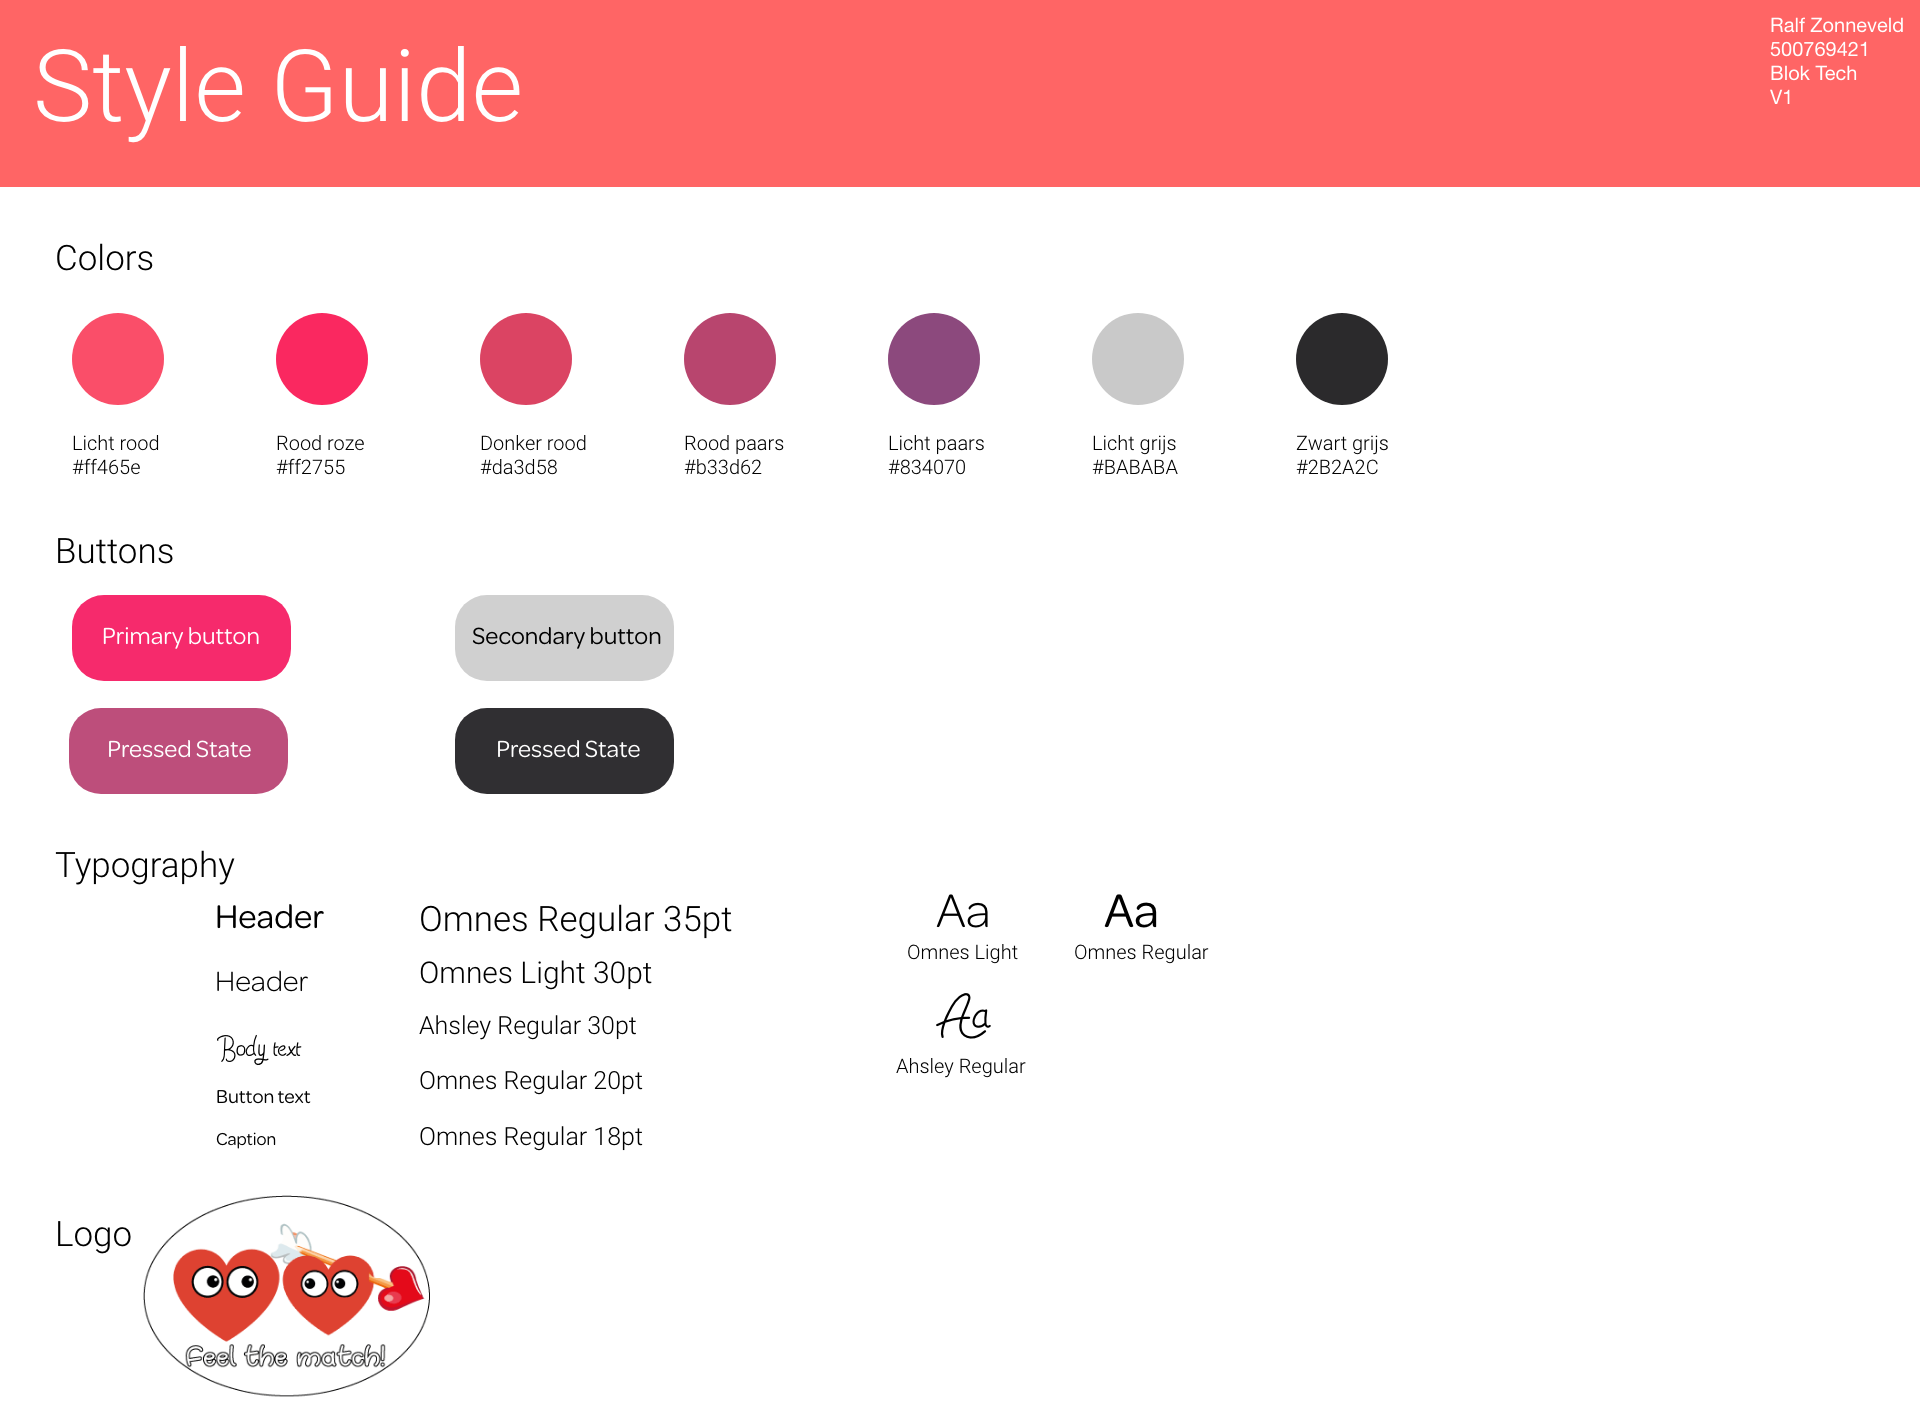 Style Guide
Ralf Zonneveld
500769421
Blok Tech
V1
Colors
Licht rood
#ff465e
Rood roze
#ff2755
Donker rood
#da3d58
Rood paars
#b33d62
Licht paars
#834070
Licht grijs
#BABABA
Zwart grijs
#2B2A2C
Buttons
Primary button
Secondary button
Pressed State
Pressed State
Typography
Header
Omnes Regular 35pt
Header
Omnes Light 30pt
Body text
Ahsley Regular 30pt
Button text
Omnes Regular 20pt
Caption
Omnes Regular 18pt
Aa
Omnes Light
Aa
Omnes Regular
Aa
Ahsley Regular
Logo
Feel the match!